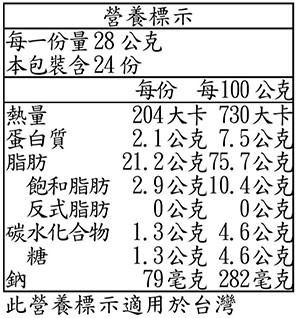 營養標示
每一份量28公克
本包裝含24份
每份 每100公克
熱量 204大卡 730大卡
蛋白質 2.1公克 7.5公克
脂肪 21.2公克 75.7公克
飽和脂肪 2.9公克 10.4公克
反式脂肪 0公克 0公克
碳水化合物 1.3公克 4.6公克
糖 1.3公克 4.6公克
鈉 79毫克 282毫克
此營養標示適用於台灣